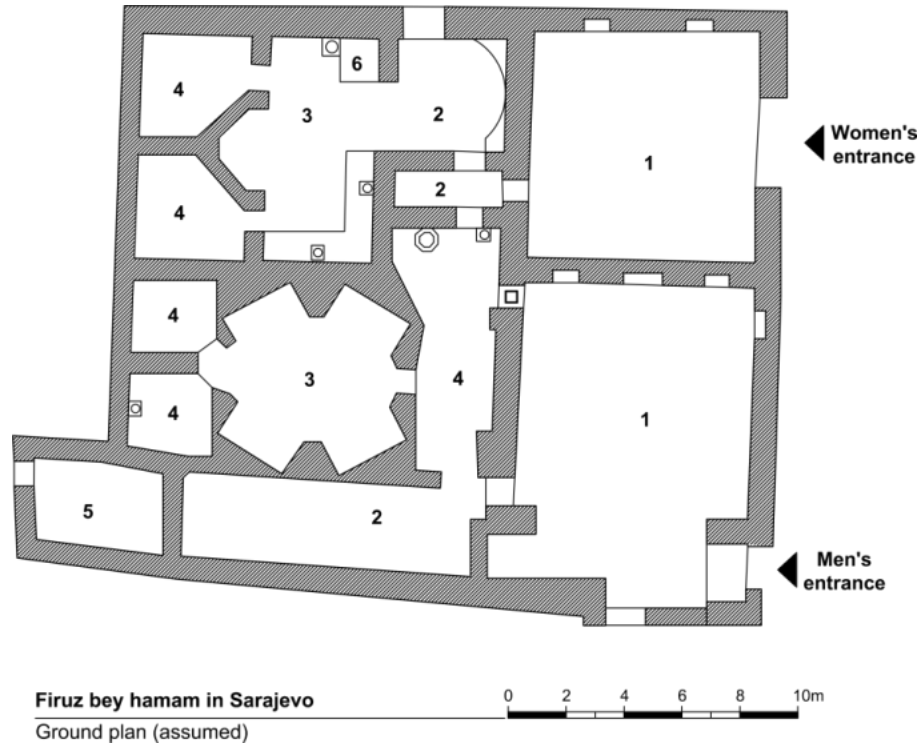 6
4
3
2
Women's
entrance
1
2
4
4
3
4
1
4
5
2
Men's
entrance
Firuz bey hamam in Sarajevo
0 2 4 6 8 10m
Ground plan (assumed)